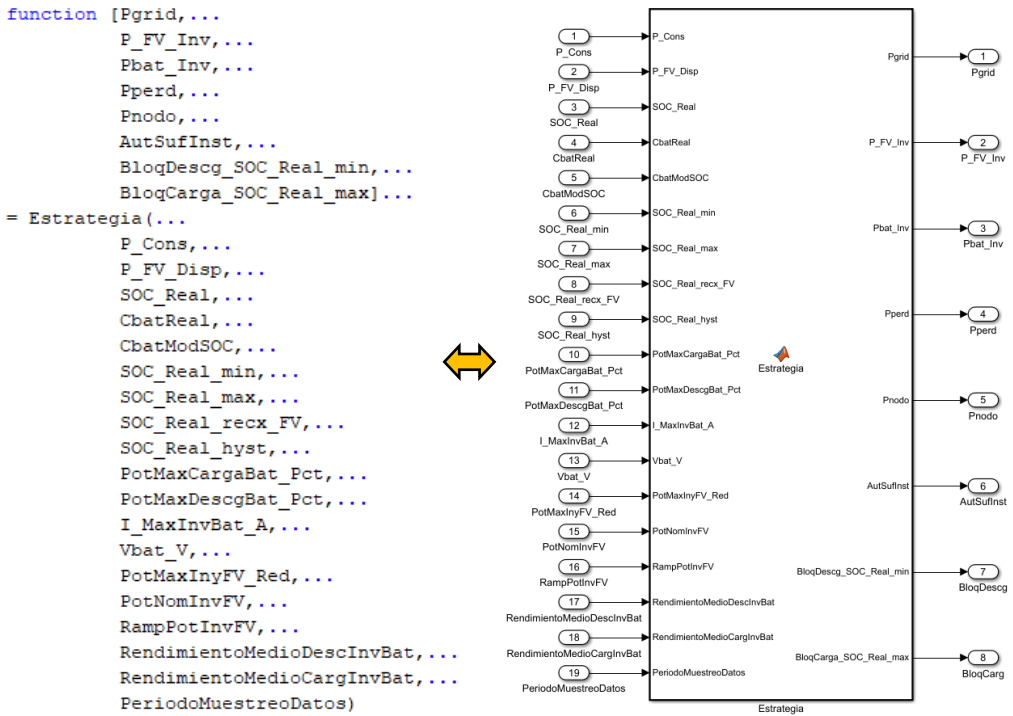 function [Pgrid,...
P_FV_Inv,...
Pbat_Inv,...
Pperd,...
Pnodo,...
AutSufInst,...
BloqDescg_SOC_Real_min,...
BloqCarga_SOC_Real_max]...
= Estrategia(...
P_Cons,...
P_FV_Disp,...
SOC_Real,...
CbatReal,...
CbatModSOC,...
SOC_Real_min,...
SOC_Real_max,...
SOC_Real_recx_FV,...
SOC_Real_hyst,...
PotMaxCargaBat_Pct,...
PotMaxDescgBat_Pct,...
I_MaxInvBat_A,...
Vbat_V,...
PotMaxInyFV_Red,...
PotNomInvFV,...
RampPotInvFV,...
RendimientoMedioDescInvBat,...
RendimientoMedioCargInvBat,...
PeriodoMuestreoDatos)
1
P_Cons
2
P_FV_Disp
3
SOC_Real
4
CbatReal
5
CbatModSOC
6
SOC_Real_min
7
SOC_Real_max
8
SOC_Real_recx_FV
9
SOC_Real_hyst
10
PotMaxCargaBat_Pct
11
PotMaxDescgBat_Pct
12
I_MaxInvBat_A
13
Vbat_V
14
PotMaxInyFV_Red
15
PotNomInvFV
16
RampPotInvFV
17
RendimientoMedioDescInvBat
18
RendimientoMedioCargInvBat
19
PeriodoMuestreoDatos
P_Cons
P_FV_Disp
SOC_Real
CbatReal
CbatModSOC
SOC_Real_min
SOC_Real_max
SOC_Real_recx_FV
SOC_Real_hyst
PotMaxCargaBat_Pct
PotMaxDescgBat_Pct
I_MaxInvBat_A
Vbat_V
PotMaxInyFV_Red
PotNomInvFV
RampPotInvFV
RendimientoMedioDescInvBat
RendimientoMedioCargInvBat
PeriodoMuestreoDatos
Estrategia
Pgrid
P_FV_Inv
Pbat_Inv
Pperd
Pnodo
AutSufInst
BloqDescg_SOC_Real_min
BloqCarga_SOC_Real_max
1
Pgrid
2
P_FV_Inv
3
Pbat_Inv
4
Pperd
5
Pnodo
6
AutSufInst
7
BloqDescg
8
BloqCarg
Estrategia